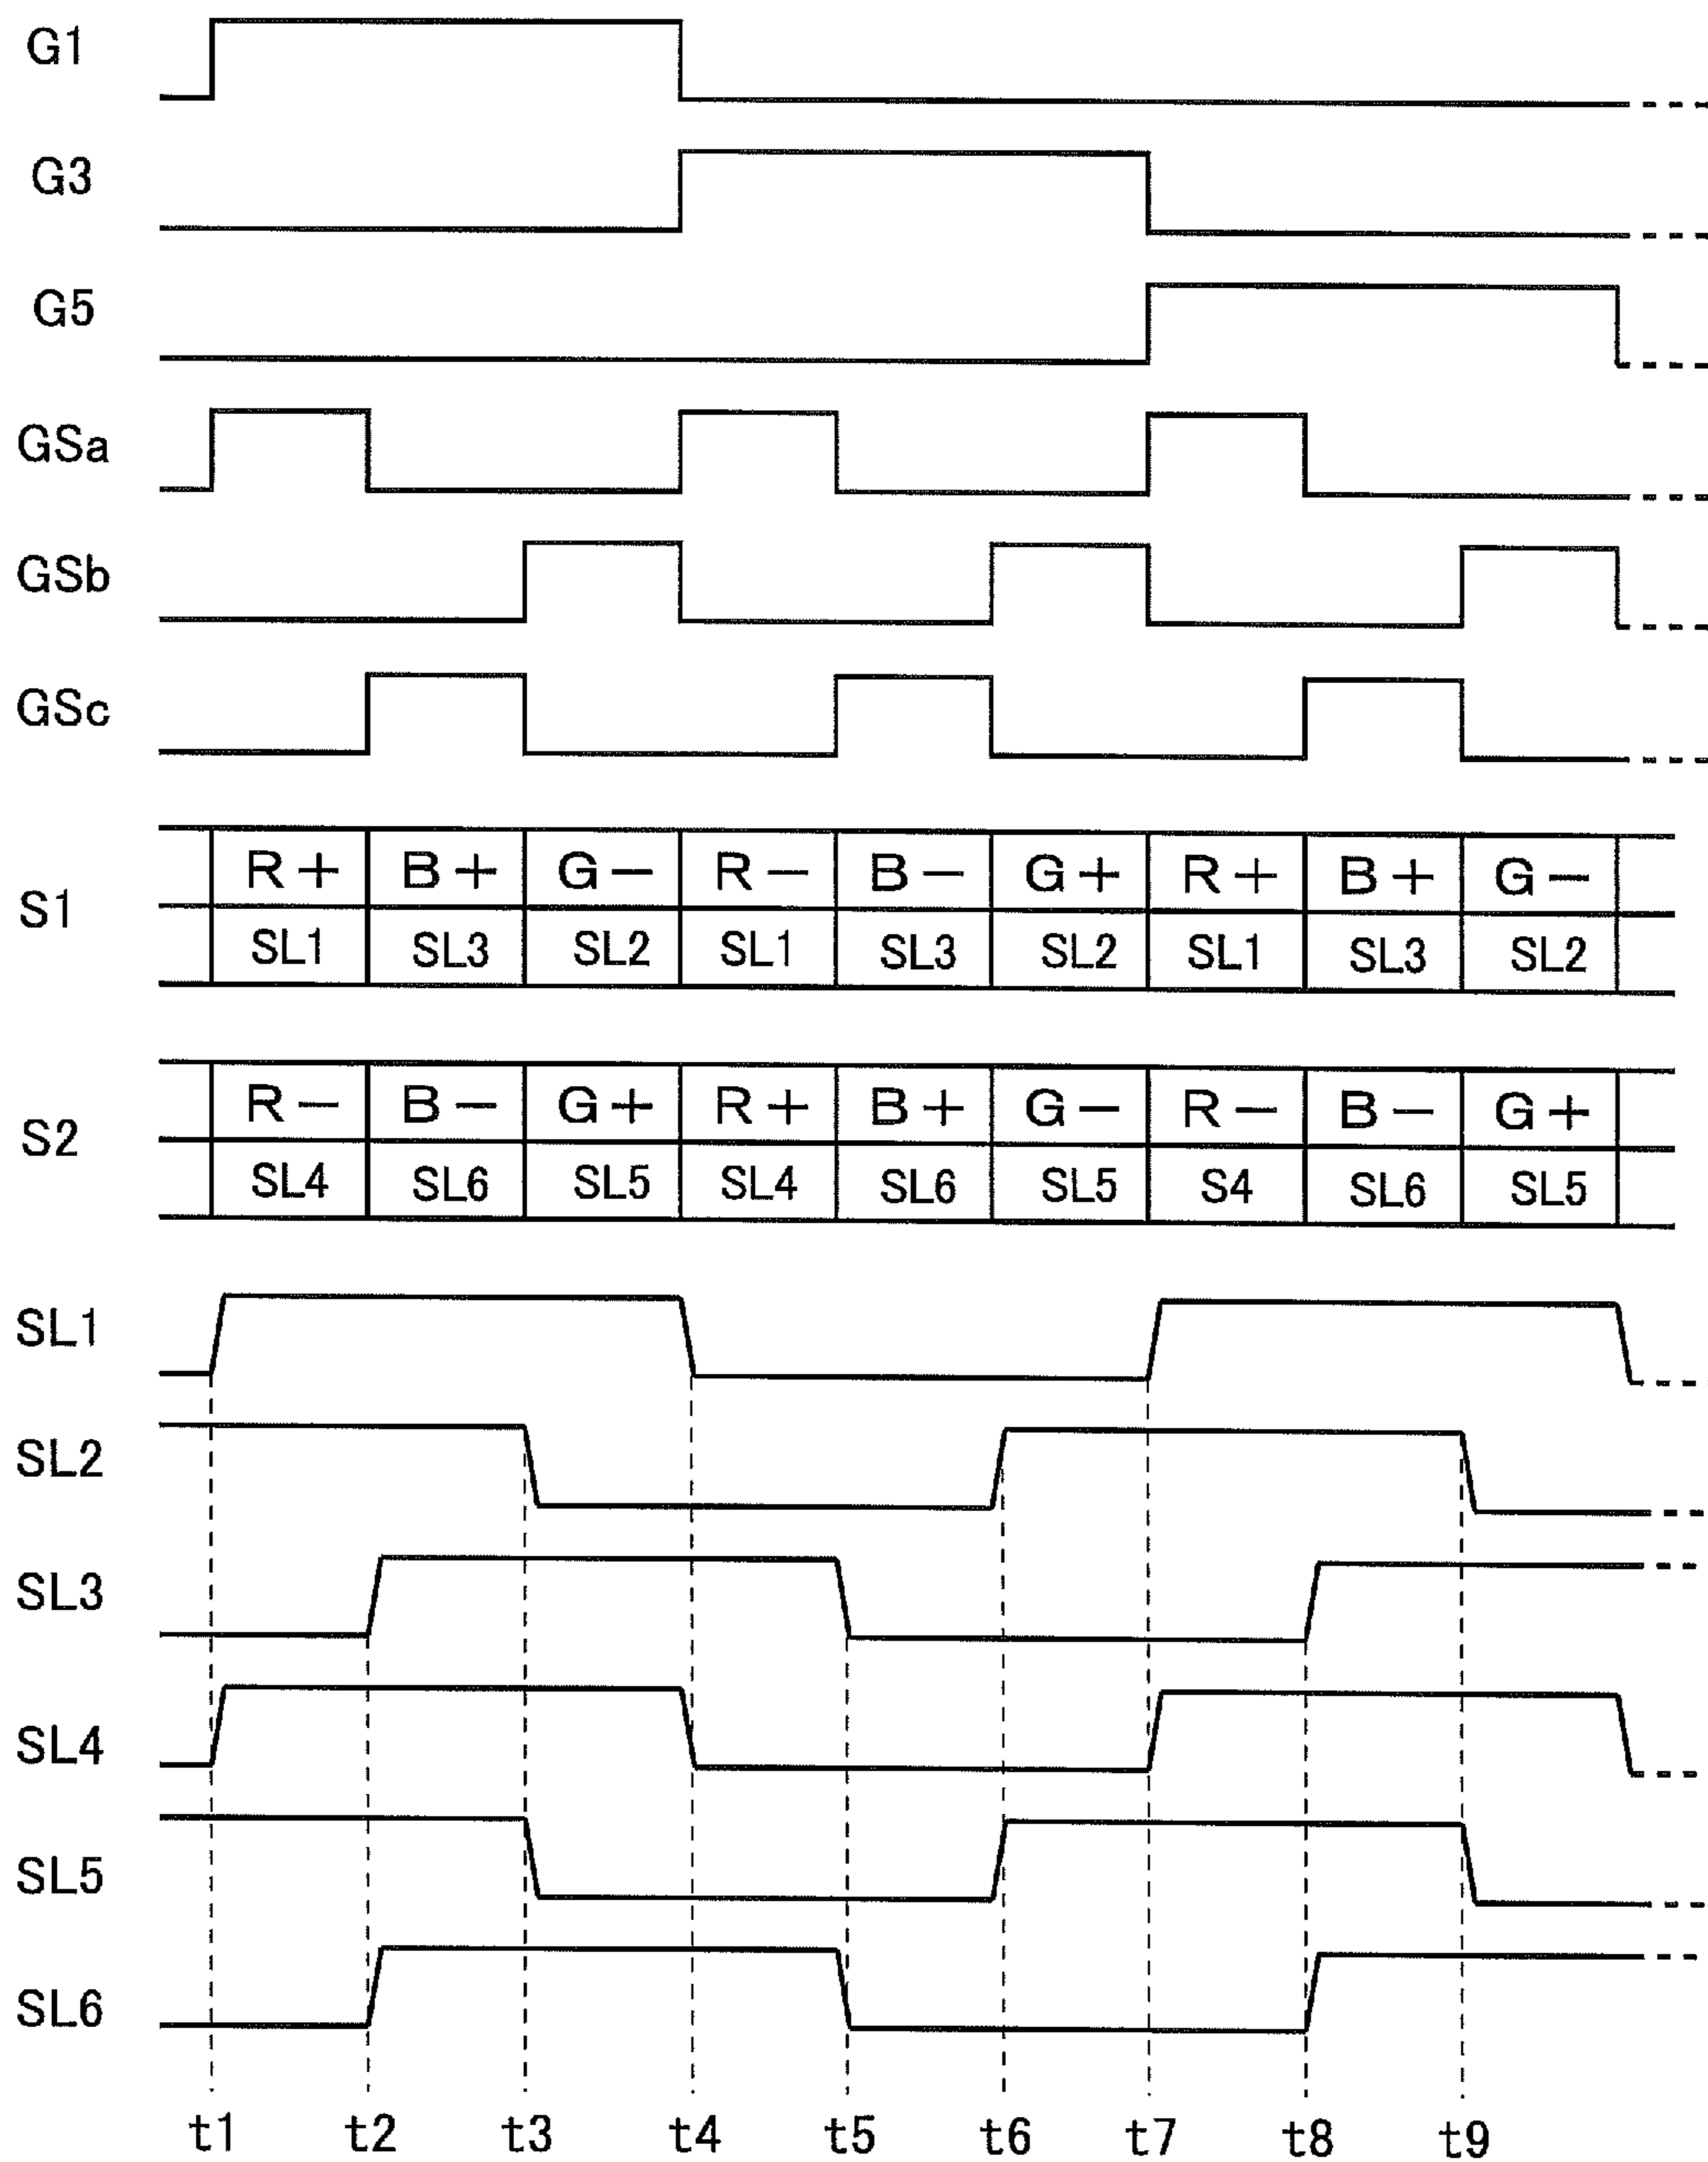 G1
G3
G5
GSa
GSb
GSc
S1
R+ B+ G− R− B− G+ R+ B+ G−
SL1 SL3 SL2 SL1 SL3 SL2 SL1 SL3 SL2
S2
R− B− G+ R+ B+ G− R− B− G+
SL4 SL6 SL5 SL4 SL6 SL5 S4 SL6 SL5
SL1
SL2
SL3
SL4
SL5
SL6
t1 t2 t3 t4 t5 t6 t7 t8 t9